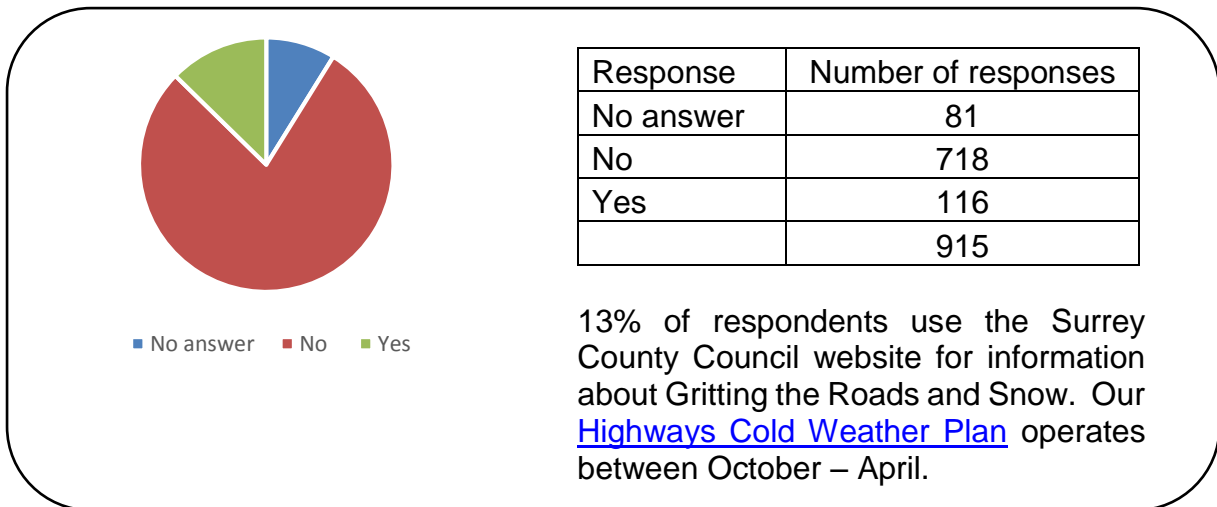 No answer No Yes
Response Number of responses
No answer 81
No 718
Yes 116
915
13% of respondents use the Surrey
County Council website for information
about Gritting the Roads and Snow. Our
Highways Cold Weather Plan operates
between October – April.